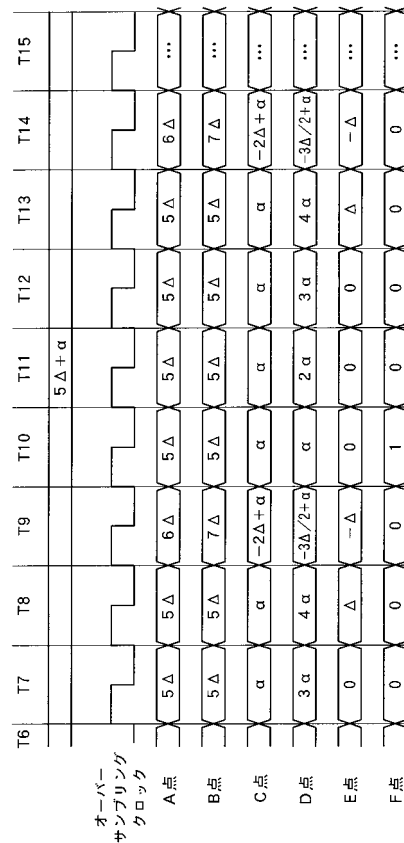 T6 T7 T8 T9 T10 T11 T12 T13 T14 T15
5Δ+α
オーバー
サンプリング
クロック
A点 5Δ 5Δ 6Δ 5Δ 5Δ 5Δ 5Δ 6Δ …
B点 5Δ 5Δ 7Δ 5Δ 5Δ 5Δ 5Δ 7Δ …
C点 α α -2Δ+α α α α α -2Δ+α …
D点 3α 4α -3Δ/2+α α 2α 3α 4α -3Δ/2+α …
E点 0 Δ -Δ 0 0 0 Δ -Δ …
F点 0 0 0 1 0 0 0 0 …